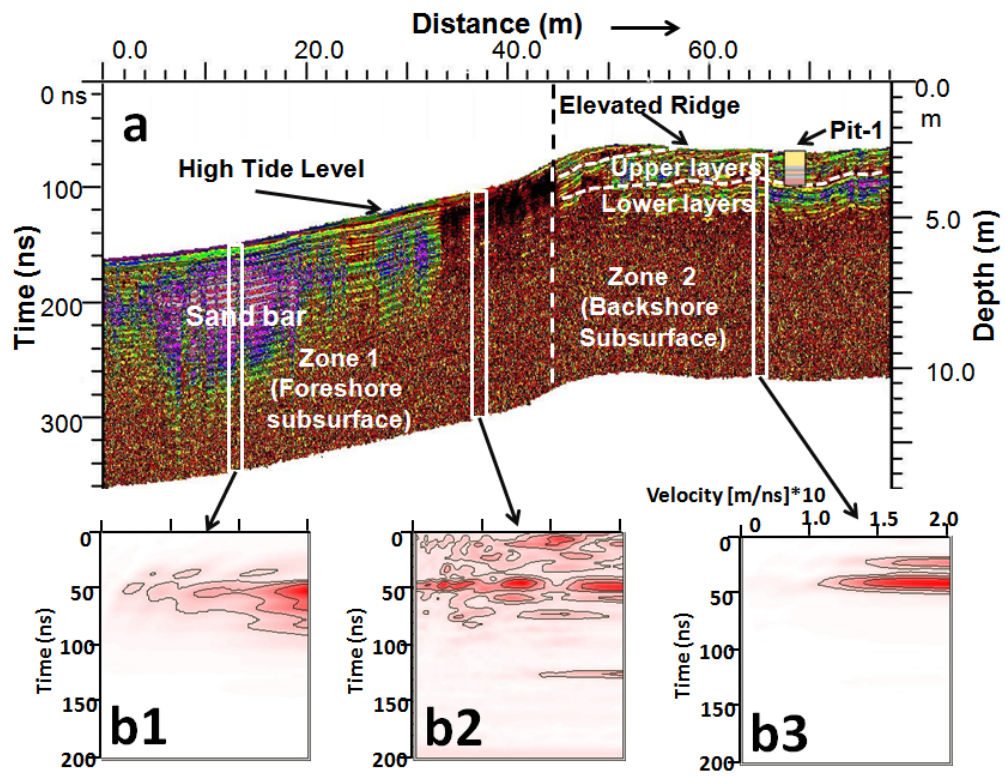 Distance (m)
0.0 20.0 40.0 60.0
0 ns
100
200
300
Time (ns)
0.0
m
5.0
10.0
Depth (m)
a
Elevated Ridge
Pit-1
High Tide Level
Upper layers
Lower layers
Sand bar
Zone 1
(Foreshore
subsurface)
Zone 2
(Backshore
Subsurface)
Velocity [m/ns]*10
0 1.0 1.5 2.0
0
50
100
150
200
Time (ns)
b1
0
50
100
150
200
Time (ns)
b2
0
50
100
150
200
Time (ns)
b3